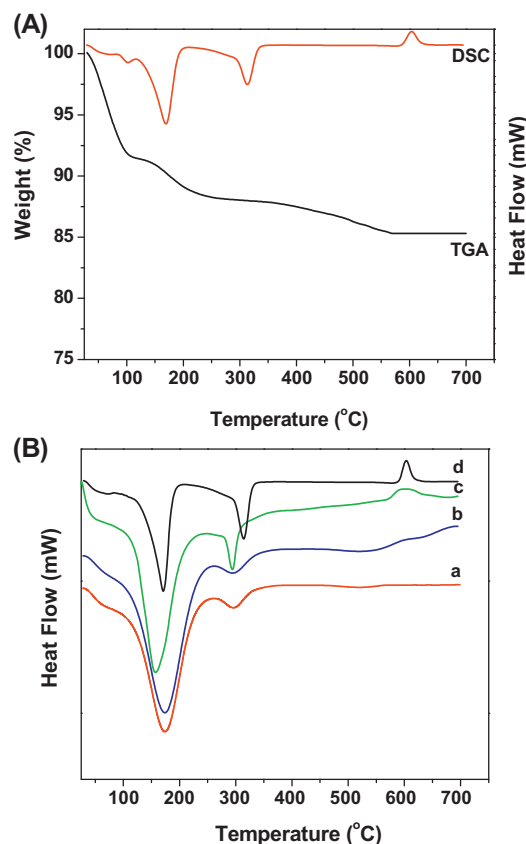 (A)
100
95
90
85
80
75
Weight (%)
DSC
TGA
Heat Flow (mW)
100 200 300 400 500 600 700
Temperature (°C)
(B)
d
c
b
a
Heat Flow (mW)
100 200 300 400 500 600 700
Temperature (°C)